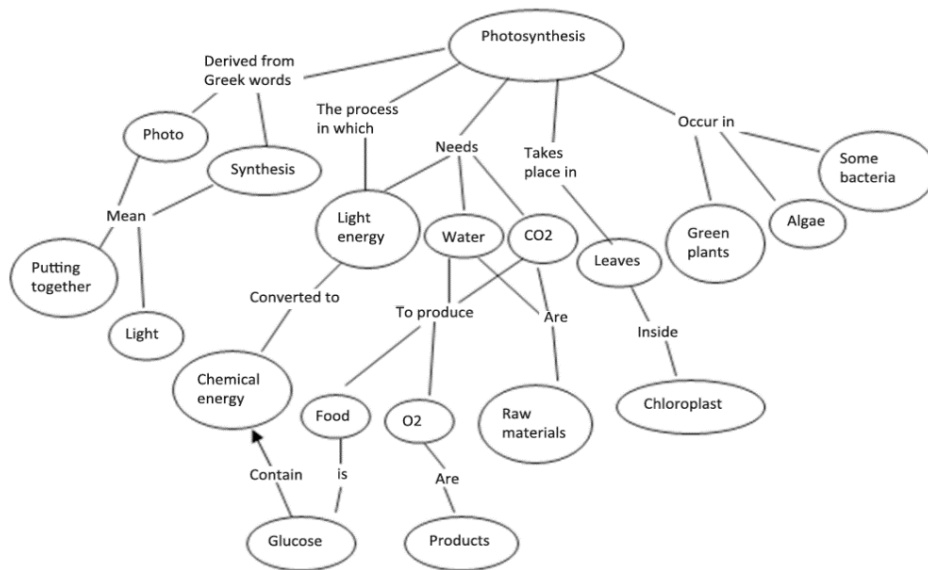 Photosynthesis
Derived from
Greek words
The process
in which
Occur in
Photo
Needs
Takes
place in
Synthesis
Some
bacteria
Mean
Light
energy
Water
CO2
Green
plants
Algae
Putting
together
Leaves
Converted to
To produce
Are
Light
Inside
Chemical
energy
Food
O2
Raw
materials
Chloroplast
Contain
is
Are
Glucose
Products